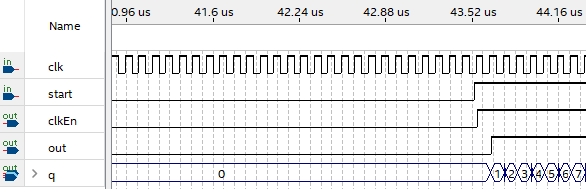 0.96 us 41.6 us 42.24 us 42.88 us 43.52 us 44.16 us
Name
in clk
in start
out clkEn
out out
out > q 0 1 2 3 4 5 6 7